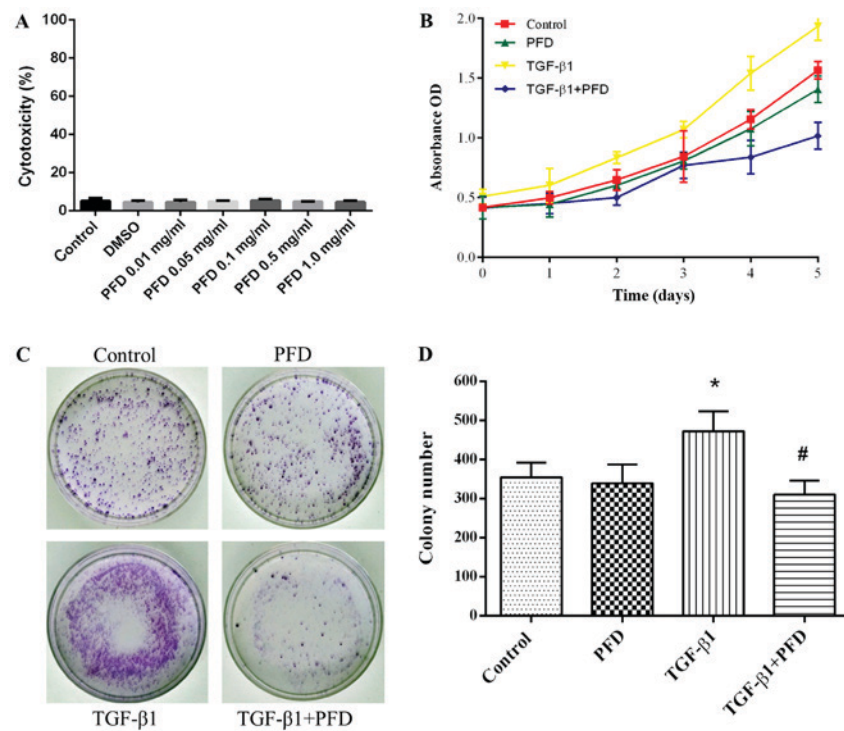 A
Cytotoxicity (%)
100
80
60
40
20
0
Control
DMSO
PFD 0.01 mg/ml
PFD 0.05 mg/ml
PFD 0.1 mg/ml
PFD 0.5 mg/ml
PFD 1.0 mg/ml
B
Control
PFD
TGF-β1
TGF-β1+PFD
Absorbance OD
2.0
1.5
1.0
0.5
0.0
0 1 2 3 4 5
Time (days)
C
Control PFD
TGF-β1 TGF-β1+PFD
D
Colony number
600
500
400
300
200
100
0
*
#
Control
PFD
TGF-β1
TGF-β1+PFD